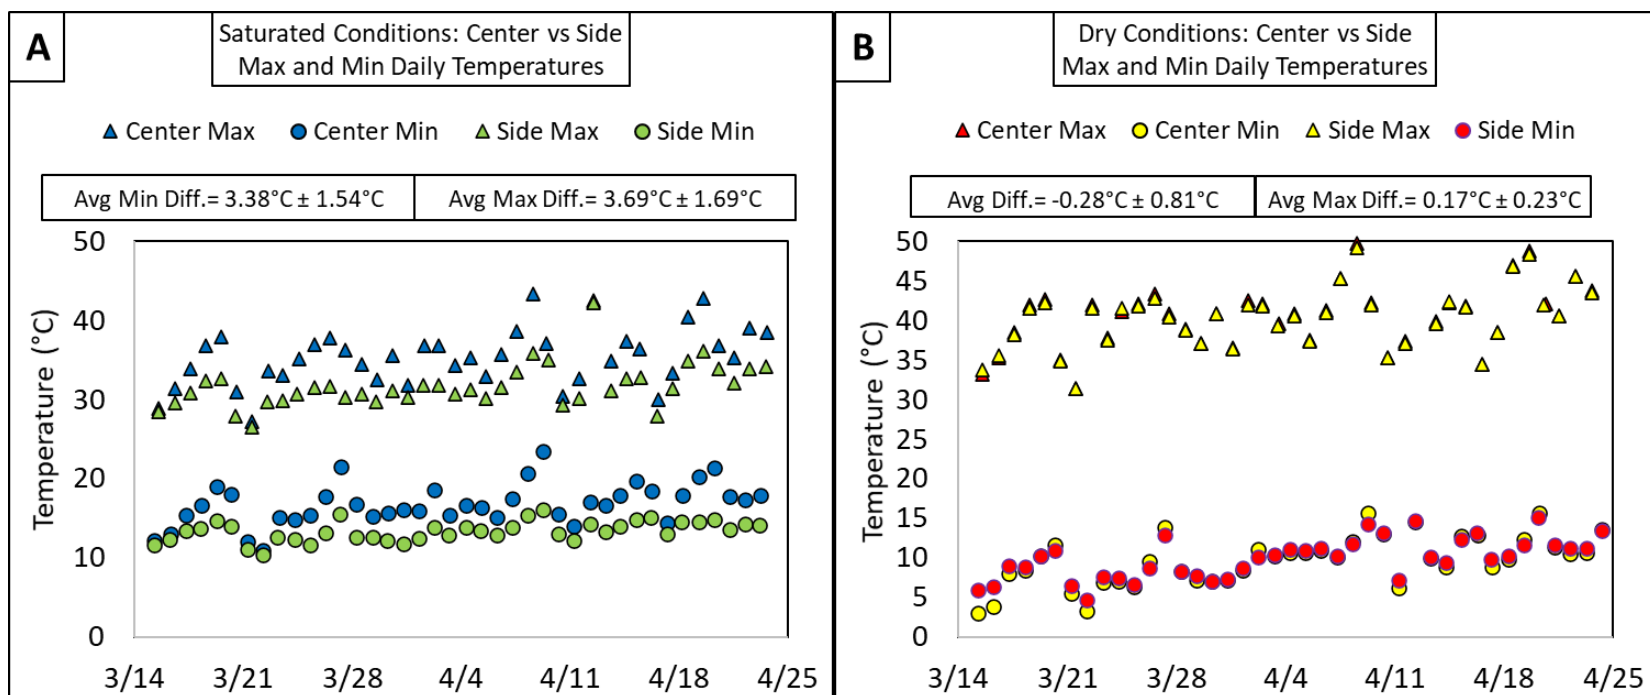 A
Saturated Conditions: Center vs Side
Max and Min Daily Temperatures
Center Max
Center Min
Side Max
Side Min
Avg Min Diff.= 3.38°C ± 1.54°C
Avg Max Diff.= 3.69°C ± 1.69°C
Temperature (°C)
50
40
30
20
10
0
3/14
3/21
3/28
4/4
4/11
4/18
4/25
B
Dry Conditions: Center vs Side
Max and Min Daily Temperatures
Center Max
Center Min
Side Max
Side Min
Avg Diff.= -0.28°C ± 0.81°C
Avg Max Diff.= 0.17°C ± 0.23°C
Temperature (°C)
50
45
40
35
30
25
20
15
10
5
0
3/14
3/21
3/28
4/4
4/11
4/18
4/25